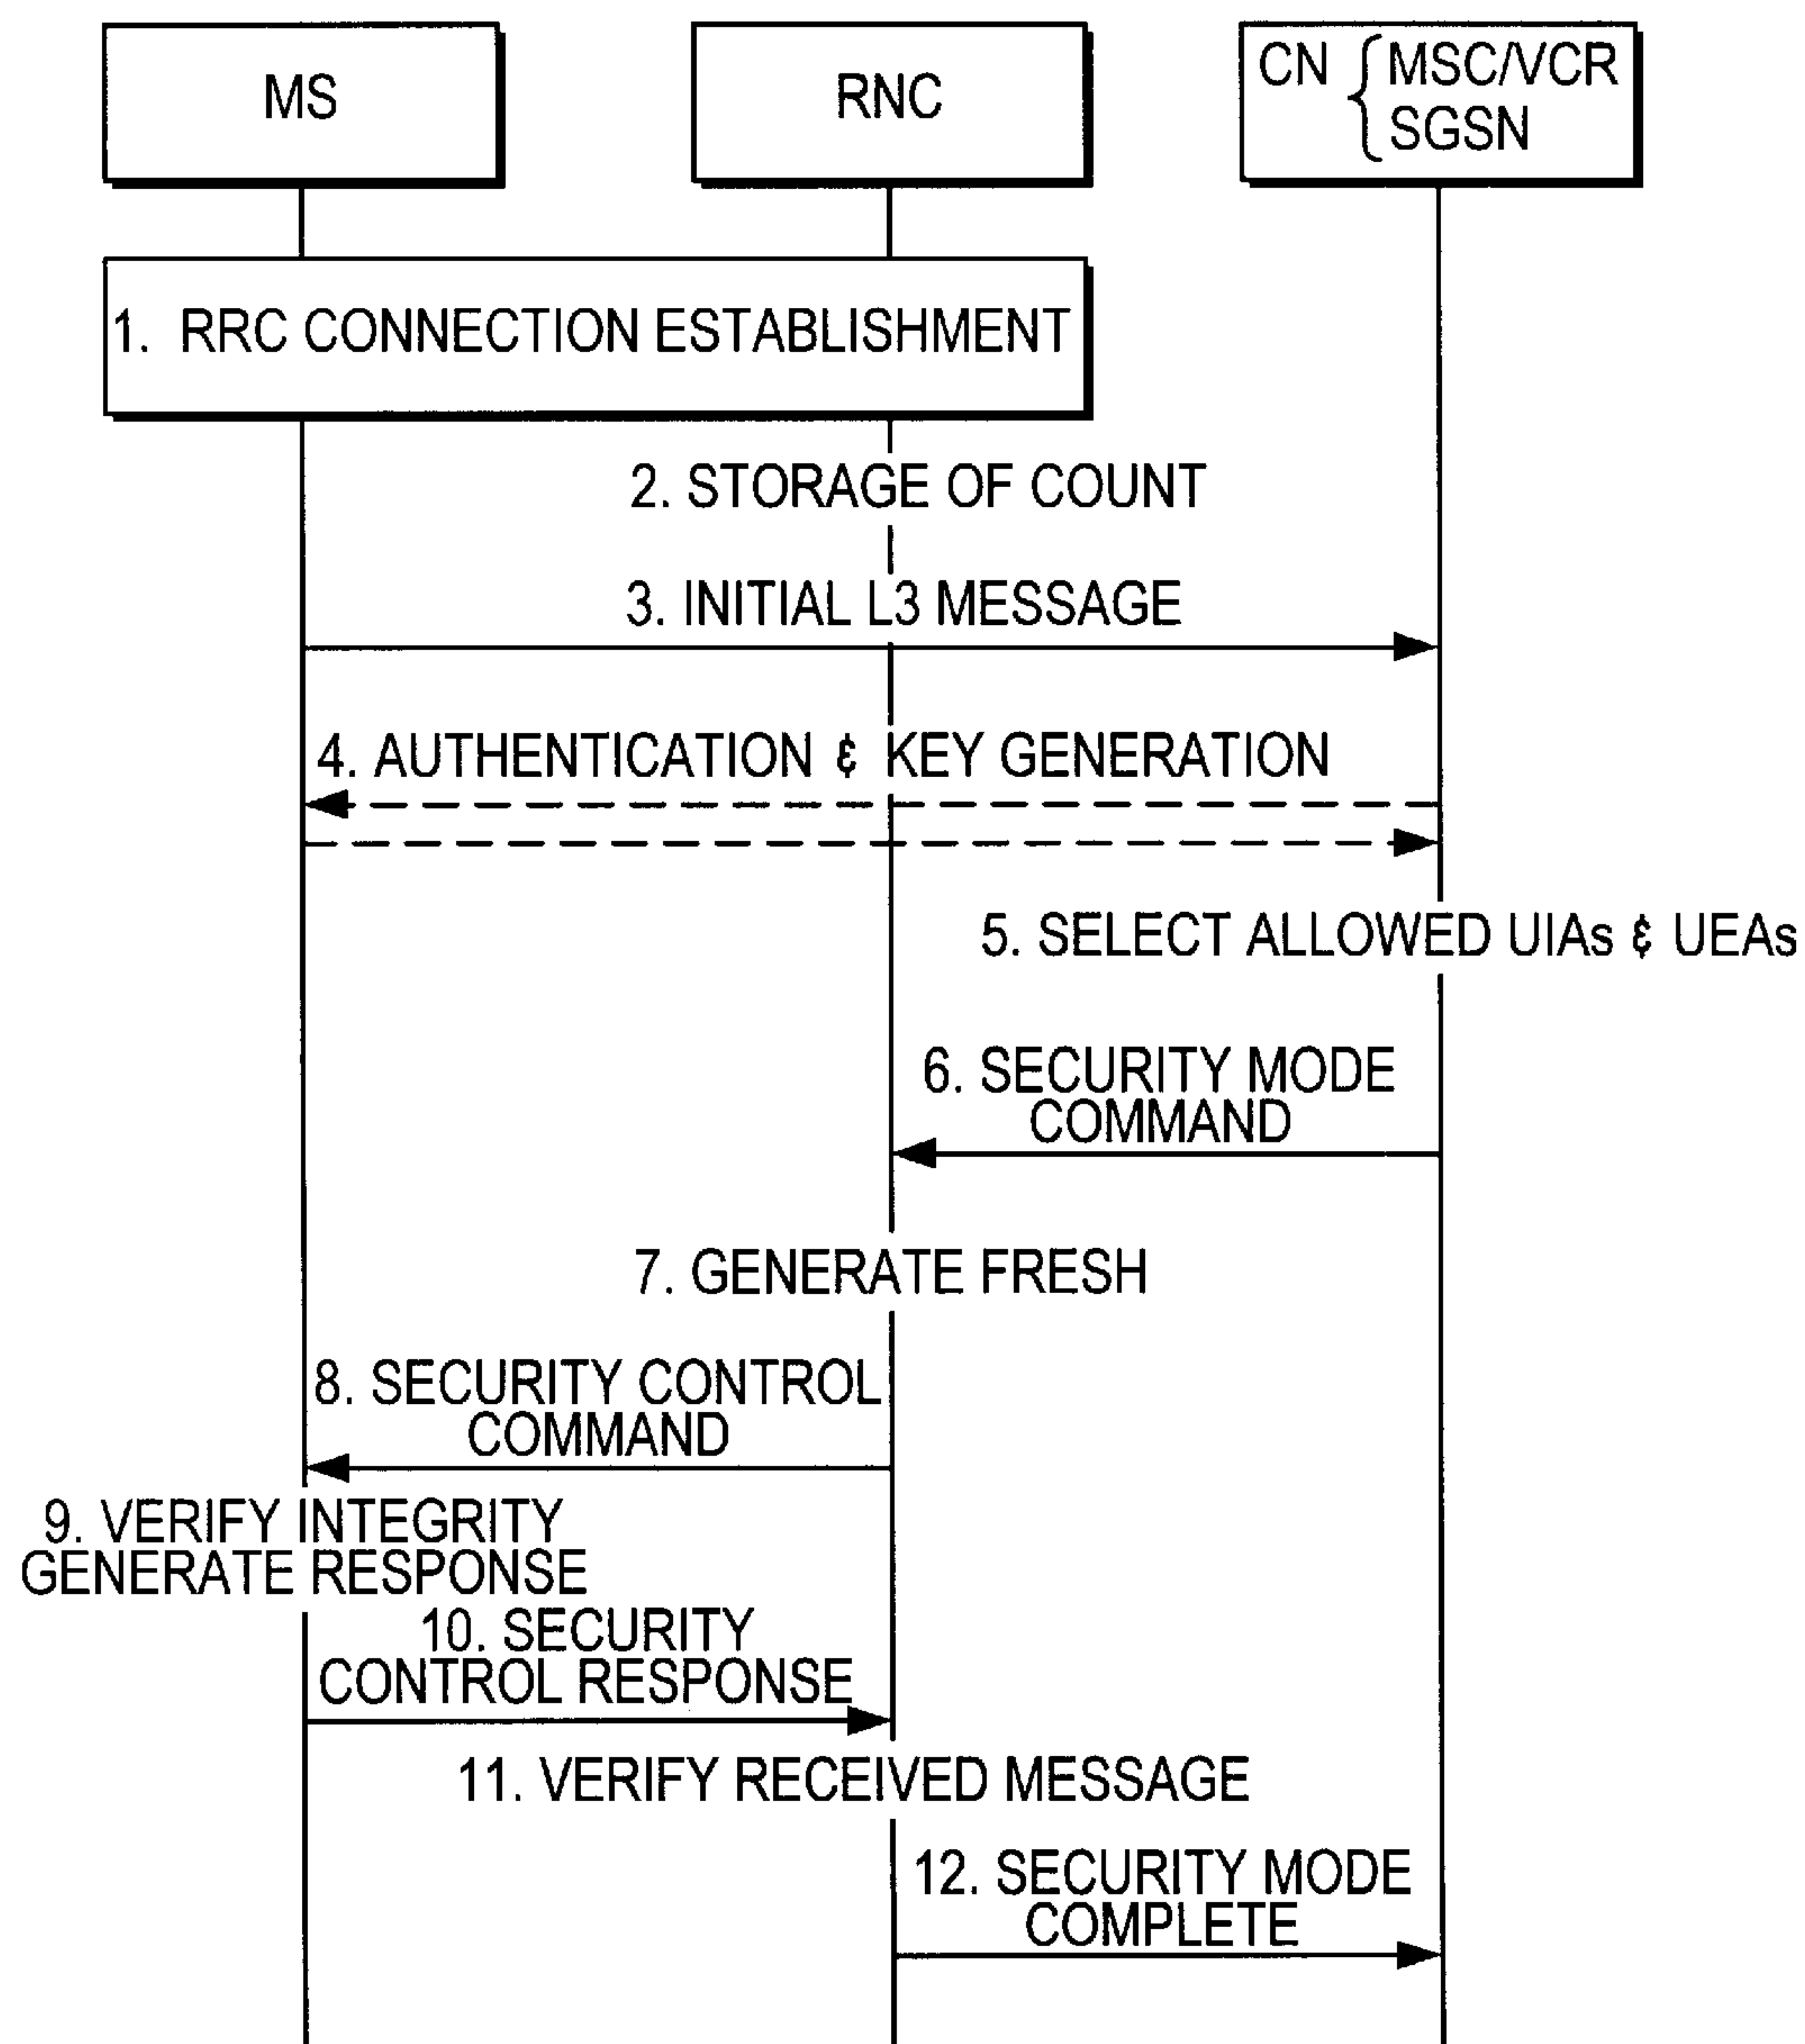 MS
RNC
CN { MSC/VCR
SGSN
1. RRC CONNECTION ESTABLISHMENT
2. STORAGE OF COUNT
3. INITIAL L3 MESSAGE
4. AUTHENTICATION & KEY GENERATION
5. SELECT ALLOWED UIAs & UEAs
6. SECURITY MODE
COMMAND
7. GENERATE FRESH
8. SECURITY CONTROL
COMMAND
9. VERIFY INTEGRITY
GENERATE RESPONSE
10. SECURITY
CONTROL RESPONSE
11. VERIFY RECEIVED MESSAGE
12. SECURITY MODE
COMPLETE